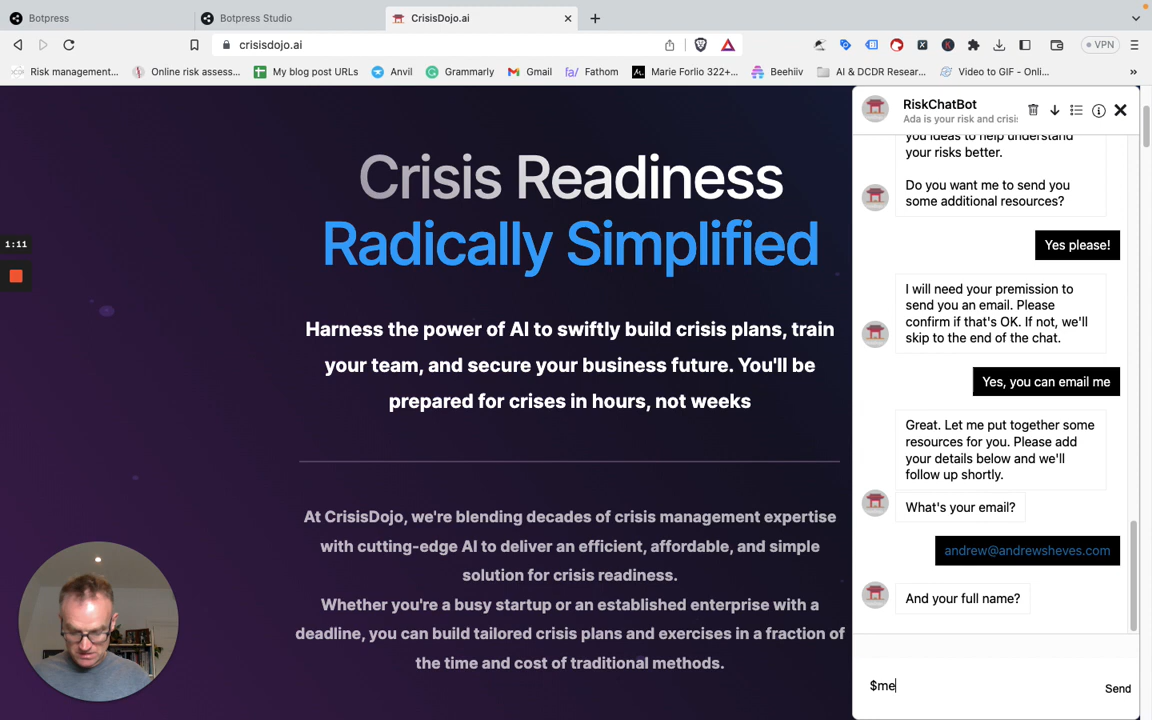 Botpress
Botpress Studio
CrisisDojo.ai
crisisdojo.ai
VPN
Risk management...
Online risk assess...
My blog post URLs
Anvil
Grammarly
Gmail
fa/ Fathom
Marie Forlio 322+...
Beehiiv
AI & DCDR Resear...
Video to GIF - Onli...
»
1:11
Crisis Readiness
Radically Simplified
Harness the power of AI to swiftly build crisis plans, train
your team, and secure your business future. You'll be
prepared for crises in hours, not weeks
At CrisisDojo, we're blending decades of crisis management expertise
with cutting-edge AI to deliver an efficient, affordable, and simple
solution for crisis readiness.
Whether you're a busy startup or an established enterprise with a
deadline, you can build tailored crisis plans and exercises in a fraction of
the time and cost of traditional methods.
RiskChatBot
Ada is your risk and crisi
you ideas to help understand
your risks better.
Do you want me to send you
some additional resources?
Yes please!
I will need your premission to
send you an email. Please
confirm if that's OK. If not, we'll
skip to the end of the chat.
Yes, you can email me
Great. Let me put together some
resources for you. Please add
your details below and we'll
follow up shortly.
What's your email?
andrew@andrewsheves.com
And your full name?
$me
Send